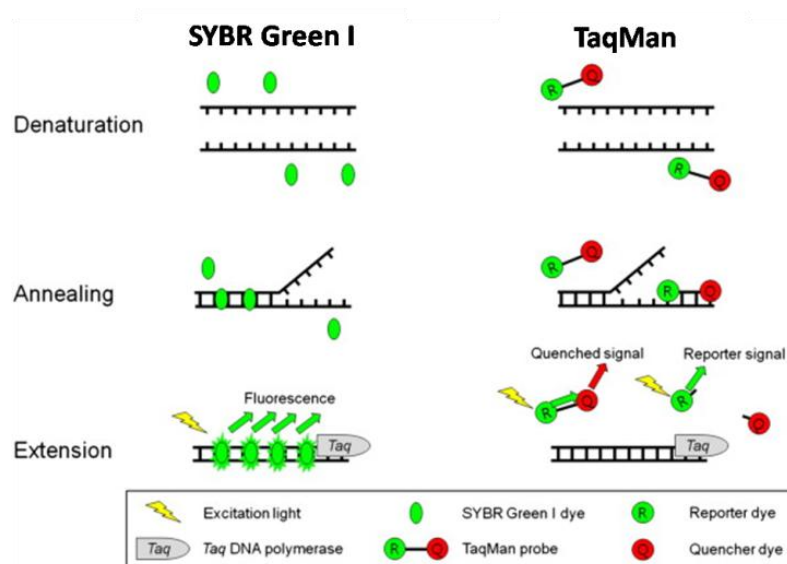 SYBR Green I
TaqMan
Denaturation
R Q
R Q
Annealing
R Q
R Q
Quenched signal
Reporter signal
Fluorescence
R Q
R
Q
Extension
Taq
Taq
Excitation light
SYBR Green I dye
R Reporter dye
Taq Taq DNA polymerase
R Q TaqMan probe
Q Quencher dye